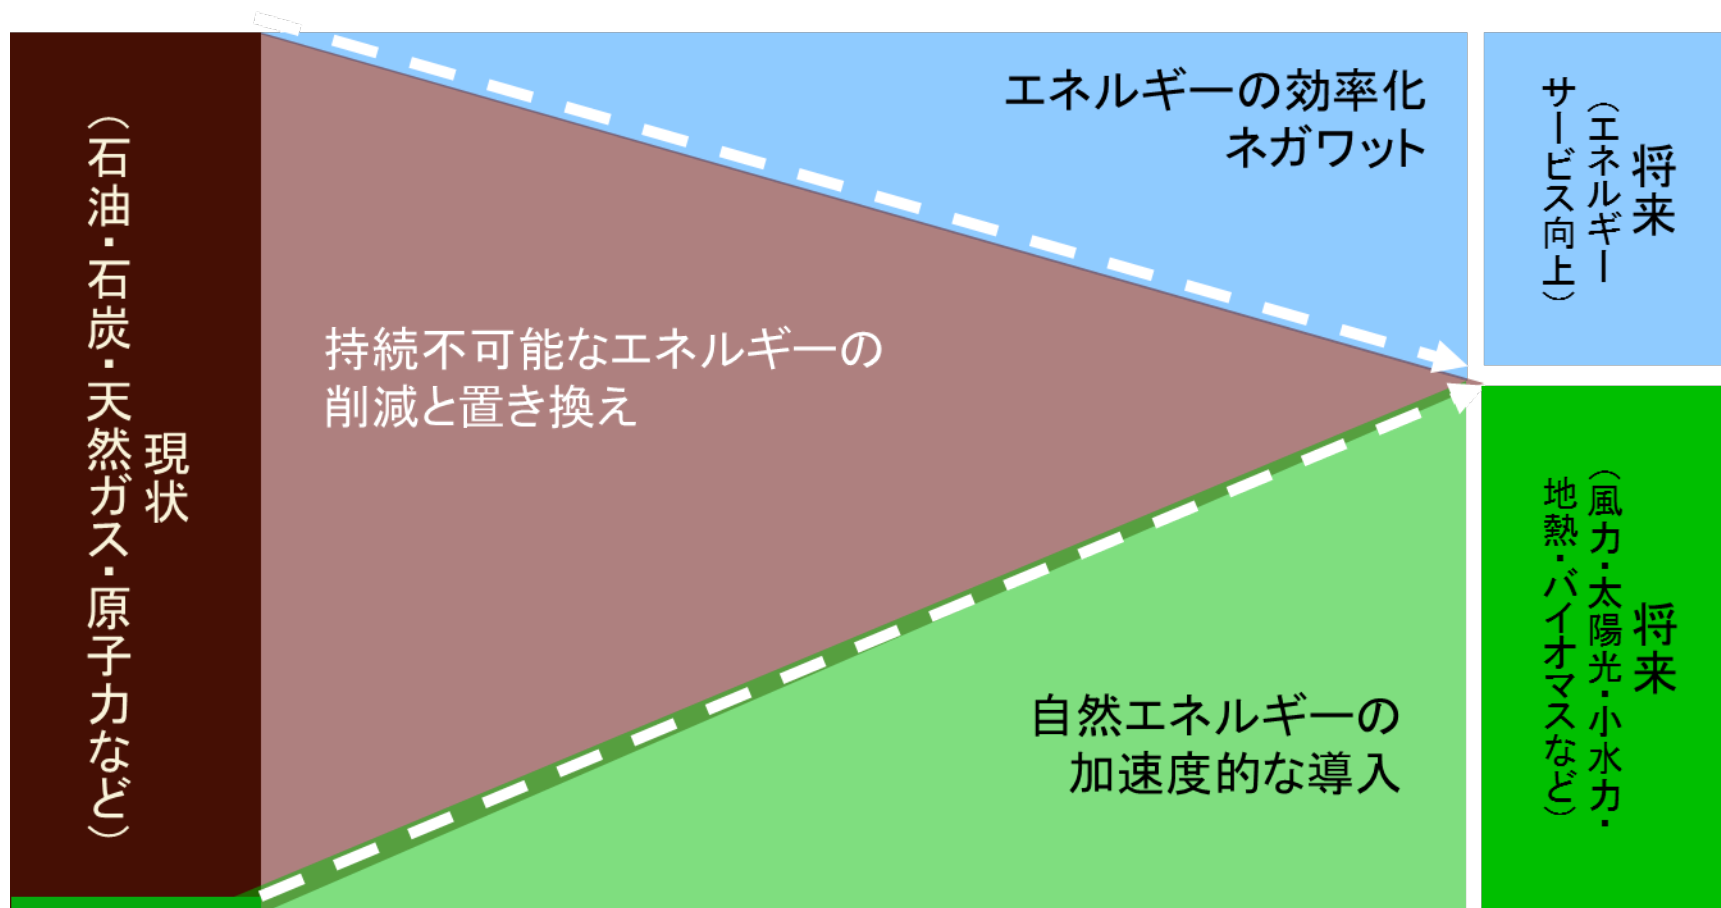 現状
（石油・石炭・天然ガス・原子力など）
持続不可能なエネルギーの
削減と置き換え
エネルギーの効率化
ネガワット
自然エネルギーの
加速度的な導入
将来
（エネルギー
サービス向上）
将来
（風力・太陽光・小水力・
地熱・バイオマスなど）